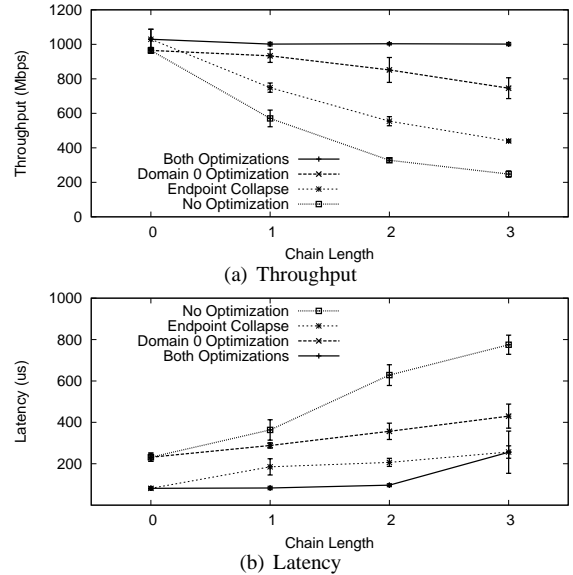 1200
1000
800
600
400
200
0
Throughput (Mbps)
Both Optimizations
Domain 0 Optimization
Endpoint Collapse
No Optimization
0 1 2 3
Chain Length
(a) Throughput
1000
800
600
400
200
Latency (us)
No Optimization
Endpoint Collapse
Domain 0 Optimization
Both Optimizations
0 1 2 3
Chain Length
(b) Latency